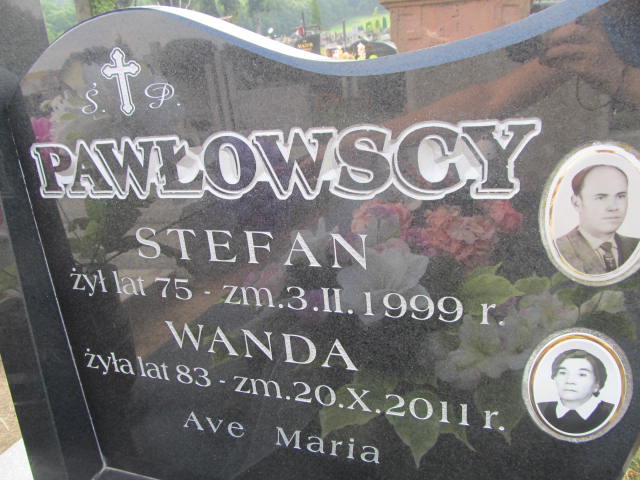 Ś. P.
PAWŁOWSCY
STEFAN
żył lat 75 - zm.3.II.1999 r.
WANDA
żyła lat 83 - zm.20.X.2011 r.
Ave Maria